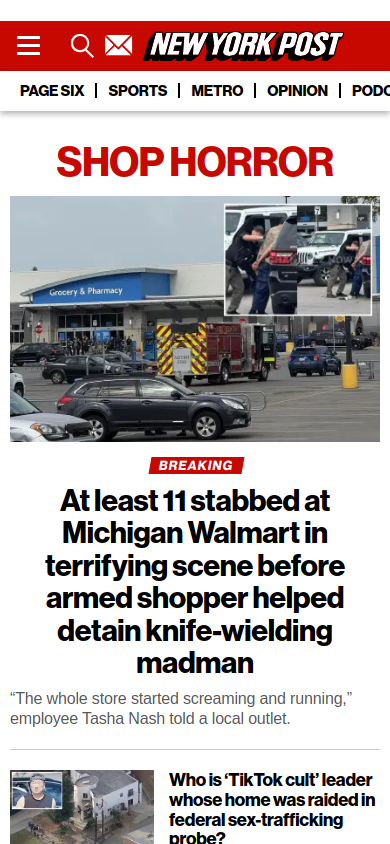 NEW YORK POST
PAGE SIX
SPORTS
METRO
OPINION
PODC
SHOP HORROR
Grocery & Pharmacy
BREAKING
At least 11 stabbed at
Michigan Walmart in
terrifying scene before
armed shopper helped
detain knife-wielding
madman
“The whole store started screaming and running,”
employee Tasha Nash told a local outlet.
Who is ‘TikTok cult’ leader
whose home was raided in
federal sex-trafficking
probe?